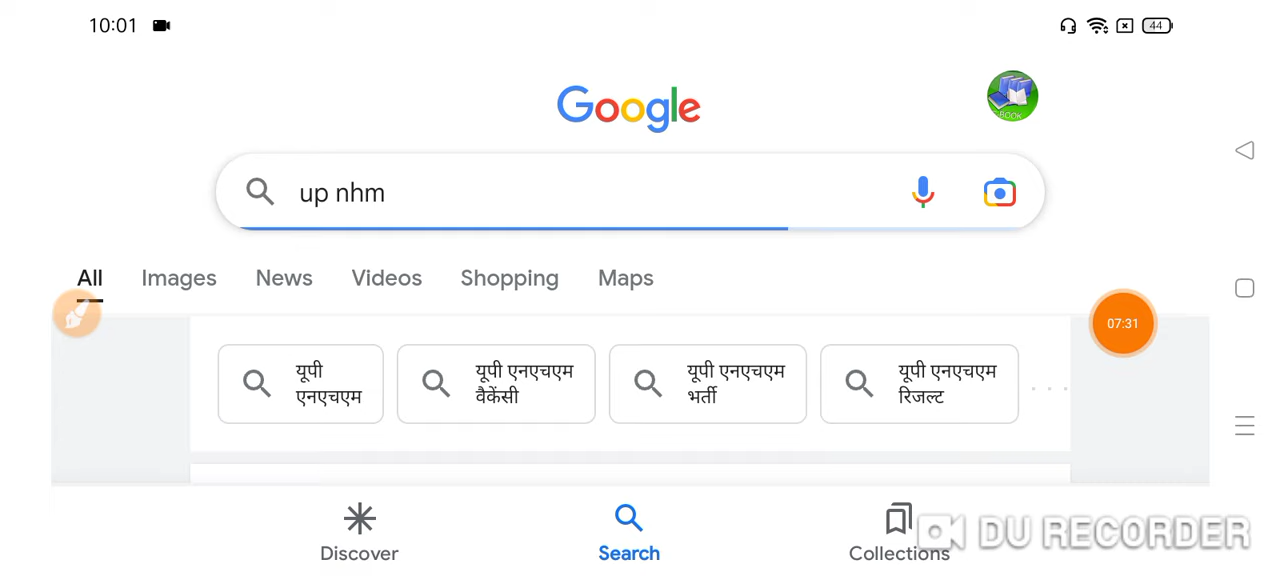 10:01
44
Google
BOOK
up nhm
All Images News Videos Shopping Maps
07:31
यूपी
एनएचएम
यूपी एनएचएम
वैकेंसी
यूपी एनएचएम
भर्ती
यूपी एनएचएम
रिजल्ट
Discover Search Collections
DU RECORDER